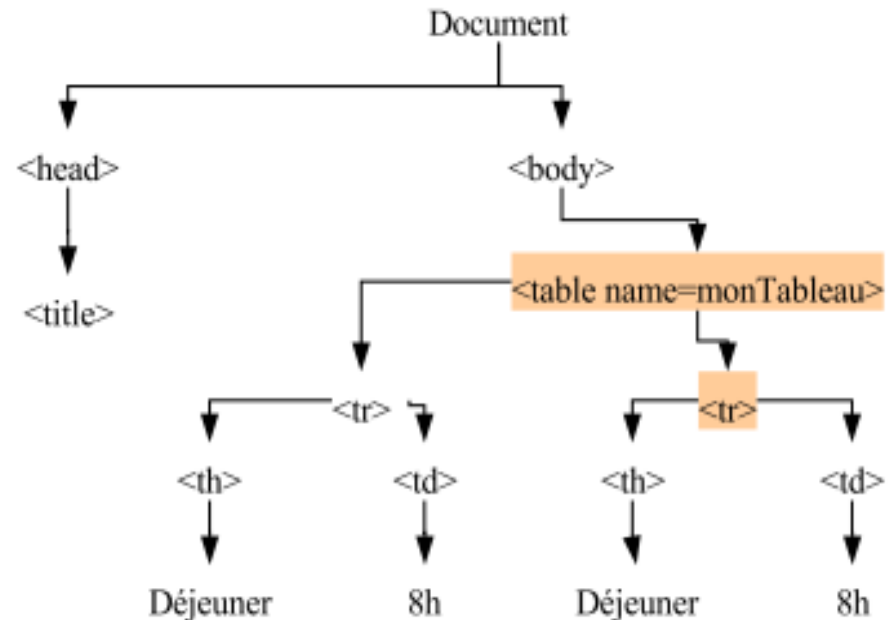 Document
<head> <body>
<table name=monTableau>
<title>
<tr> <tr>
<th> <td> <th> <td>
Déjeuner 8h Déjeuner 8h